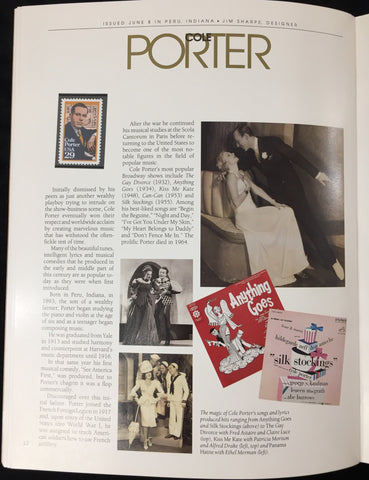 ISSUED JUNE 8 IN PERU, INDIANA • JIM SHARPE, DESIGNER
COLE
PORTER
Cole
Porter
USA
29
Initially dismissed by his
peers as just another wealthy
playboy trying to intrude on
the show-business scene, Cole
Porter eventually won their
respect and worldwide acclaim
by creating marvelous music
that has withstood the often-
fickle test of time.
Many of the beautiful tunes,
intelligent lyrics and musical
comedies that he produced in
the early and middle part of
this century are as popular to-
day as they were when first
introduced.
Born in Peru, Indiana, in
1893, the son of a wealthy
farmer, Porter began studying
the piano and violin at the age
of six and as a teenager began
composing music.
He was graduated from Yale
in 1913 and studied harmony
and counterpoint at Harvard's
music department until 1916.
In that same year his first
musical comedy, "See America
First," was produced, but to
Porter's chagrin it was a flop
commercially.
Discouraged over this ini-
tial failure, Porter joined the
French Foreign Legion in 1917
and, upon entry of the United
States into World War I, he
was assigned to teach Ameri-
can soldiers how to use French
artillery.
After the war he continued
his musical studies at the Scola
Cantorum in Paris before re-
turning to the United States to
become one of the most no-
table figures in the field of
popular music.
Cole Porter's most popular
Broadway shows include The
Gay Divorce (1932), Anything
Goes (1934), Kiss Me Kate
(1948), Can-Can (1953) and
Silk Stockings (1955). Among
his best-liked songs are "Begin
the Beguine," "Night and Day,"
"I've Got You Under My Skin,"
"My Heart Belongs to Daddy"
and "Don't Fence Me In." The
prolific Porter died in 1964.
Anything
Goes
hildegarde neff
don ameche
"silk stockings"
george s. kaufman
leueen macgrath
abe burrows
The magic of Cole Porter's songs and lyrics
produced hits ranging from Anything Goes
and Silk Stockings (above) to The Gay
Divorce with Fred Astaire and Claire Luce
(top), Kiss Me Kate with Patricia Morison
and Alfred Drake (left, top) and Panama
Hattie with Ethel Merman (left).